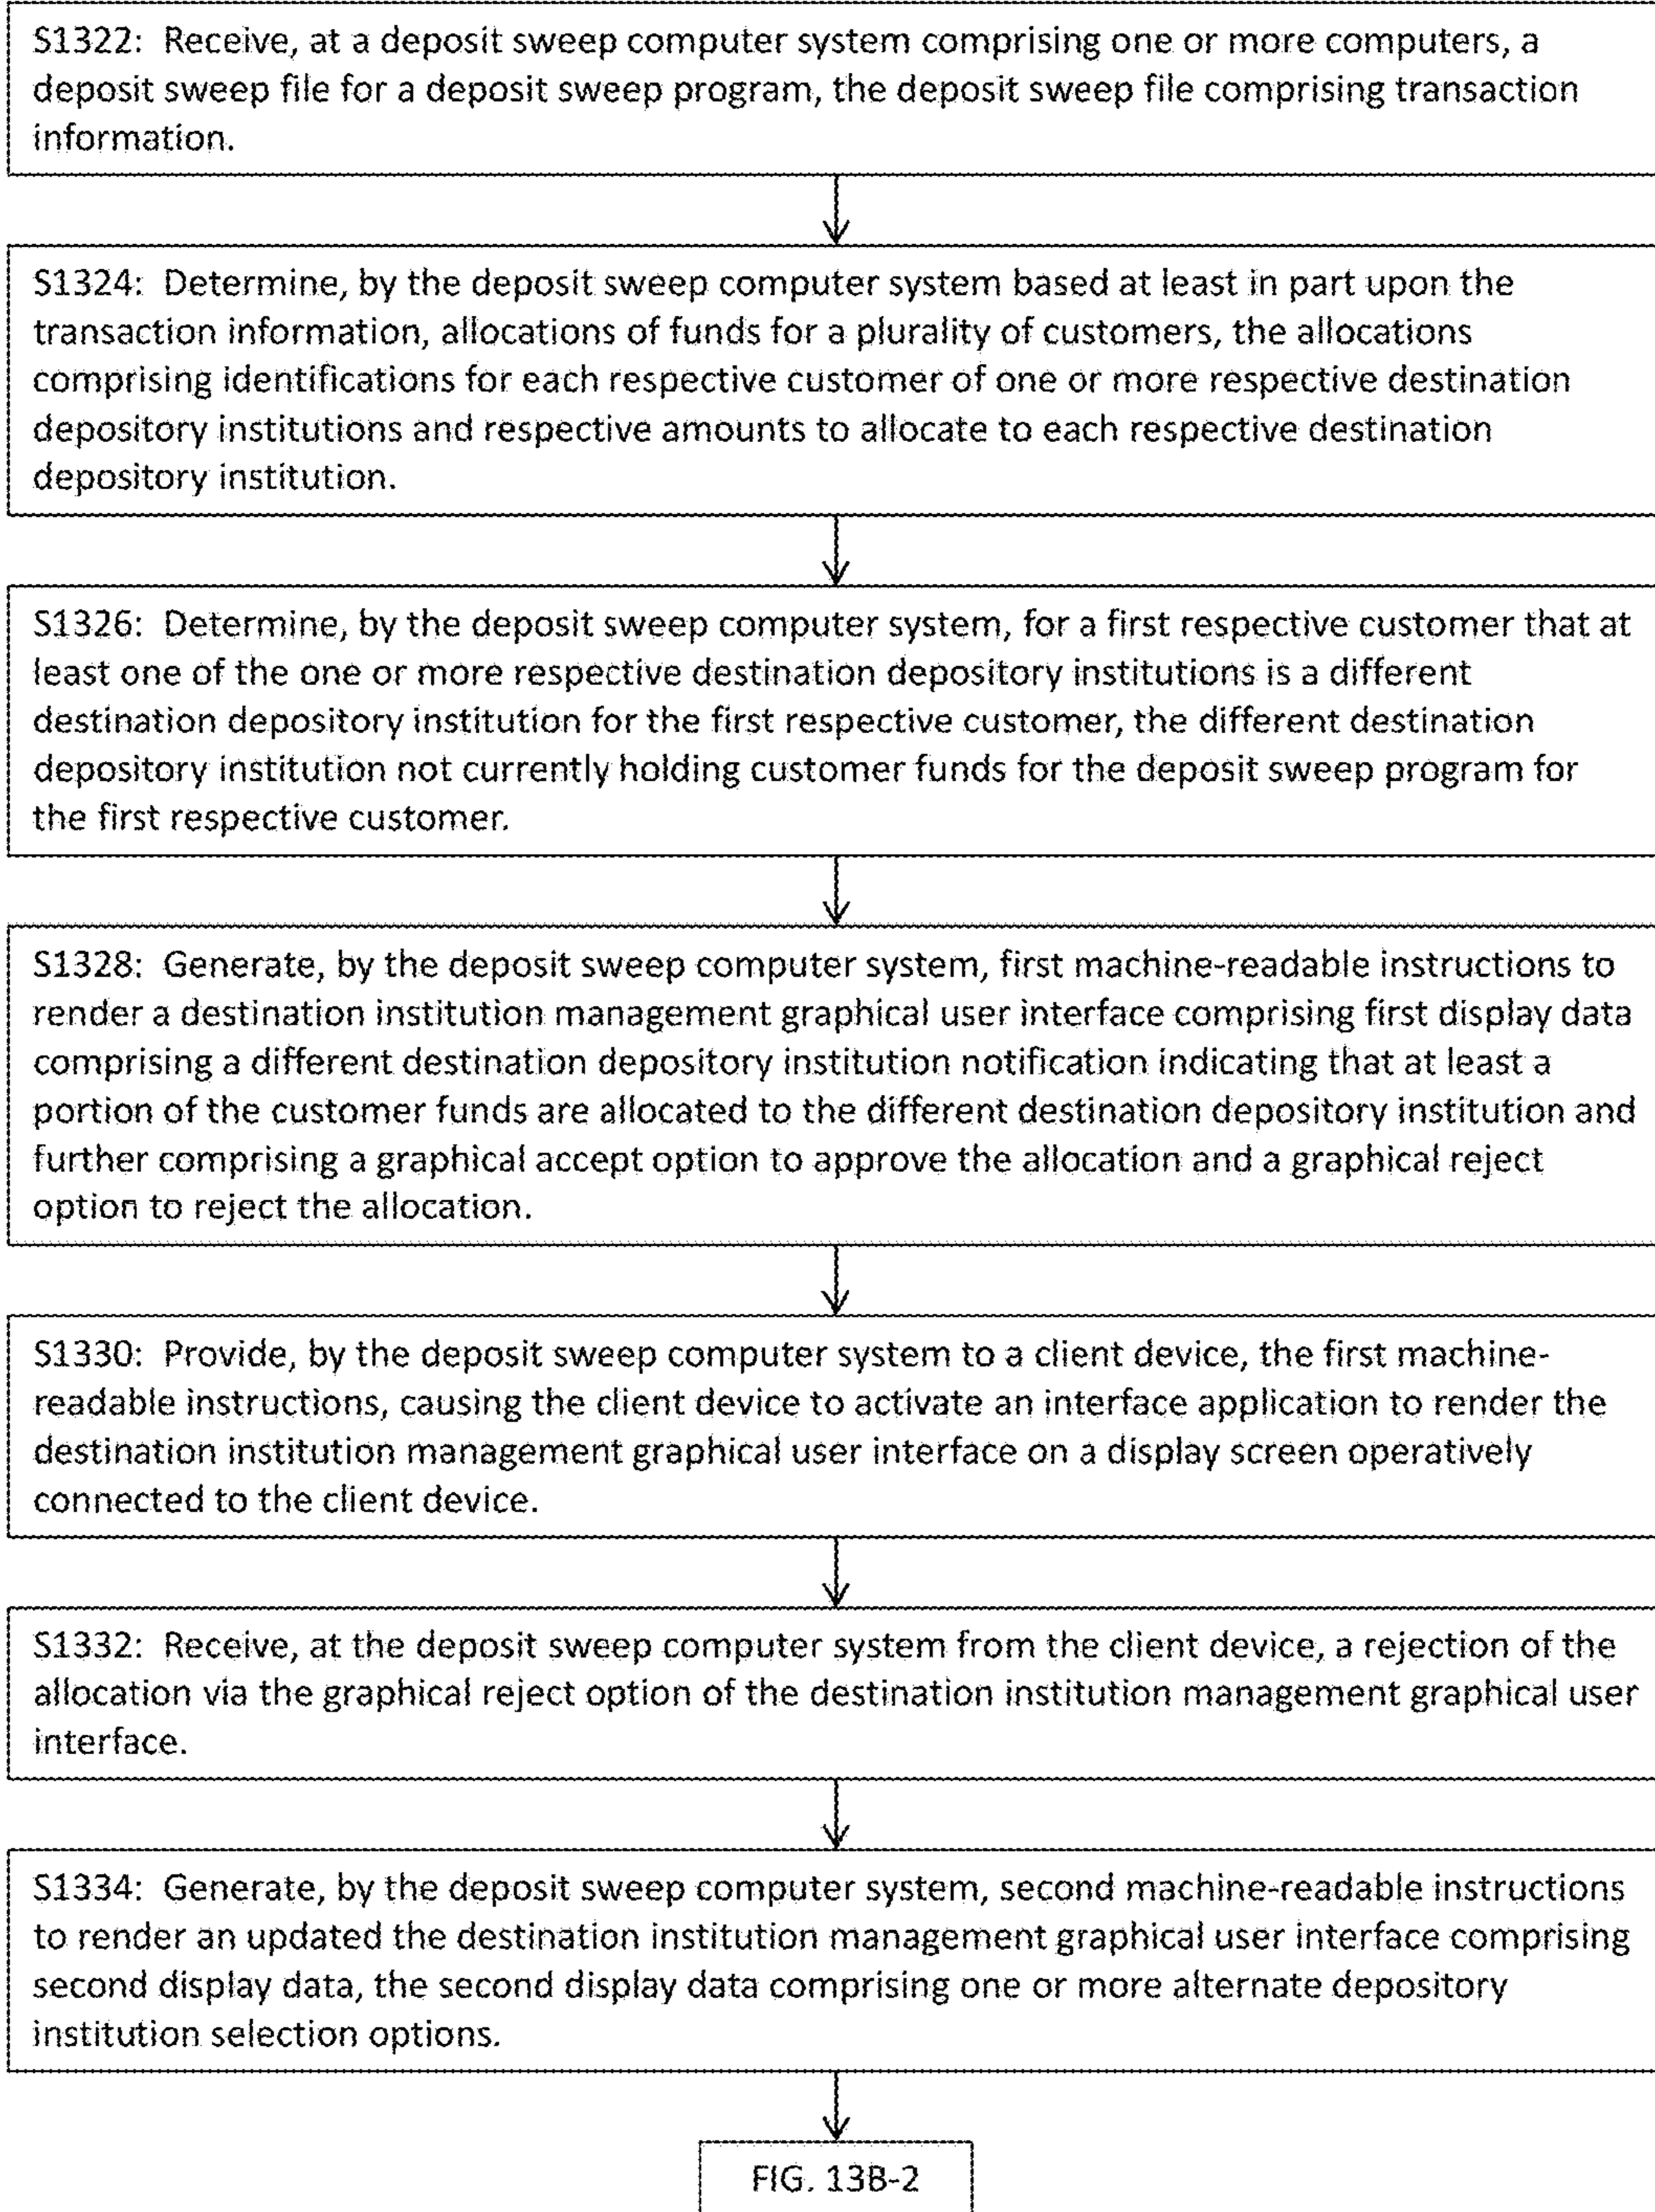 S1322: Receive, at a deposit sweep computer system comprising one or more computers, a
deposit sweep file for a deposit sweep program, the deposit sweep file comprising transaction
information.
S1324: Determine, by the deposit sweep computer system based at least in part upon the
transaction information, allocations of funds for a plurality of customers, the allocations
comprising identifications for each respective customer of one or more respective destination
depository institutions and respective amounts to allocate to each respective destination
depository institution.
S1326: Determine, by the deposit sweep computer system, for a first respective customer that at
least one of the one or more respective destination depository institutions is a different
destination depository institution for the first respective customer, the different destination
depository institution not currently holding customer funds for the deposit sweep program for
the first respective customer.
S1328: Generate, by the deposit sweep computer system, first machine-readable instructions to
render a destination institution management graphical user interface comprising first display data
comprising a different destination depository institution notification indicating that at least a
portion of the customer funds are allocated to the different destination depository institution and
further comprising a graphical accept option to approve the allocation and a graphical reject
option to reject the allocation.
S1330: Provide, by the deposit sweep computer system to a client device, the first machine-
readable instructions, causing the client device to activate an interface application to render the
destination institution management graphical user interface on a display screen operatively
connected to the client device.
S1332: Receive, at the deposit sweep computer system from the client device, a rejection of the
allocation via the graphical reject option of the destination institution management graphical user
interface.
S1334: Generate, by the deposit sweep computer system, second machine-readable instructions
to render an updated the destination institution management graphical user interface comprising
second display data, the second display data comprising one or more alternate depository
institution selection options.
FIG. 13B-2